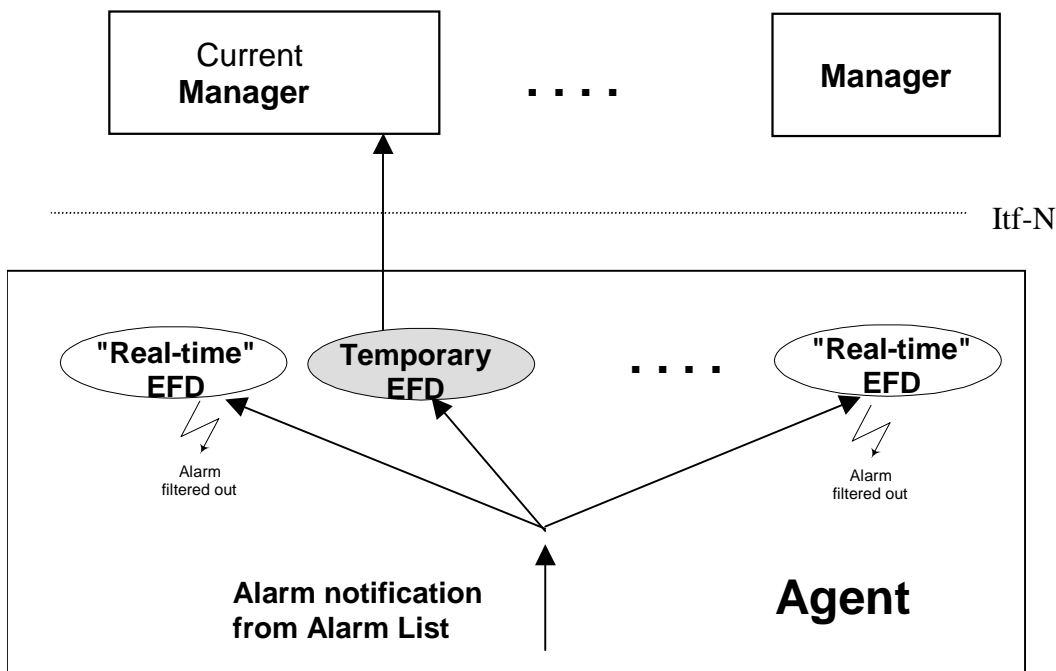 Current
Manager
. . . .
Manager
Itf-N
"Real-time"
EFD
Temporary
EFD
. . . .
"Real-time"
EFD
Alarm
filtered out
Alarm
filtered out
Alarm notification
from Alarm List
Agent